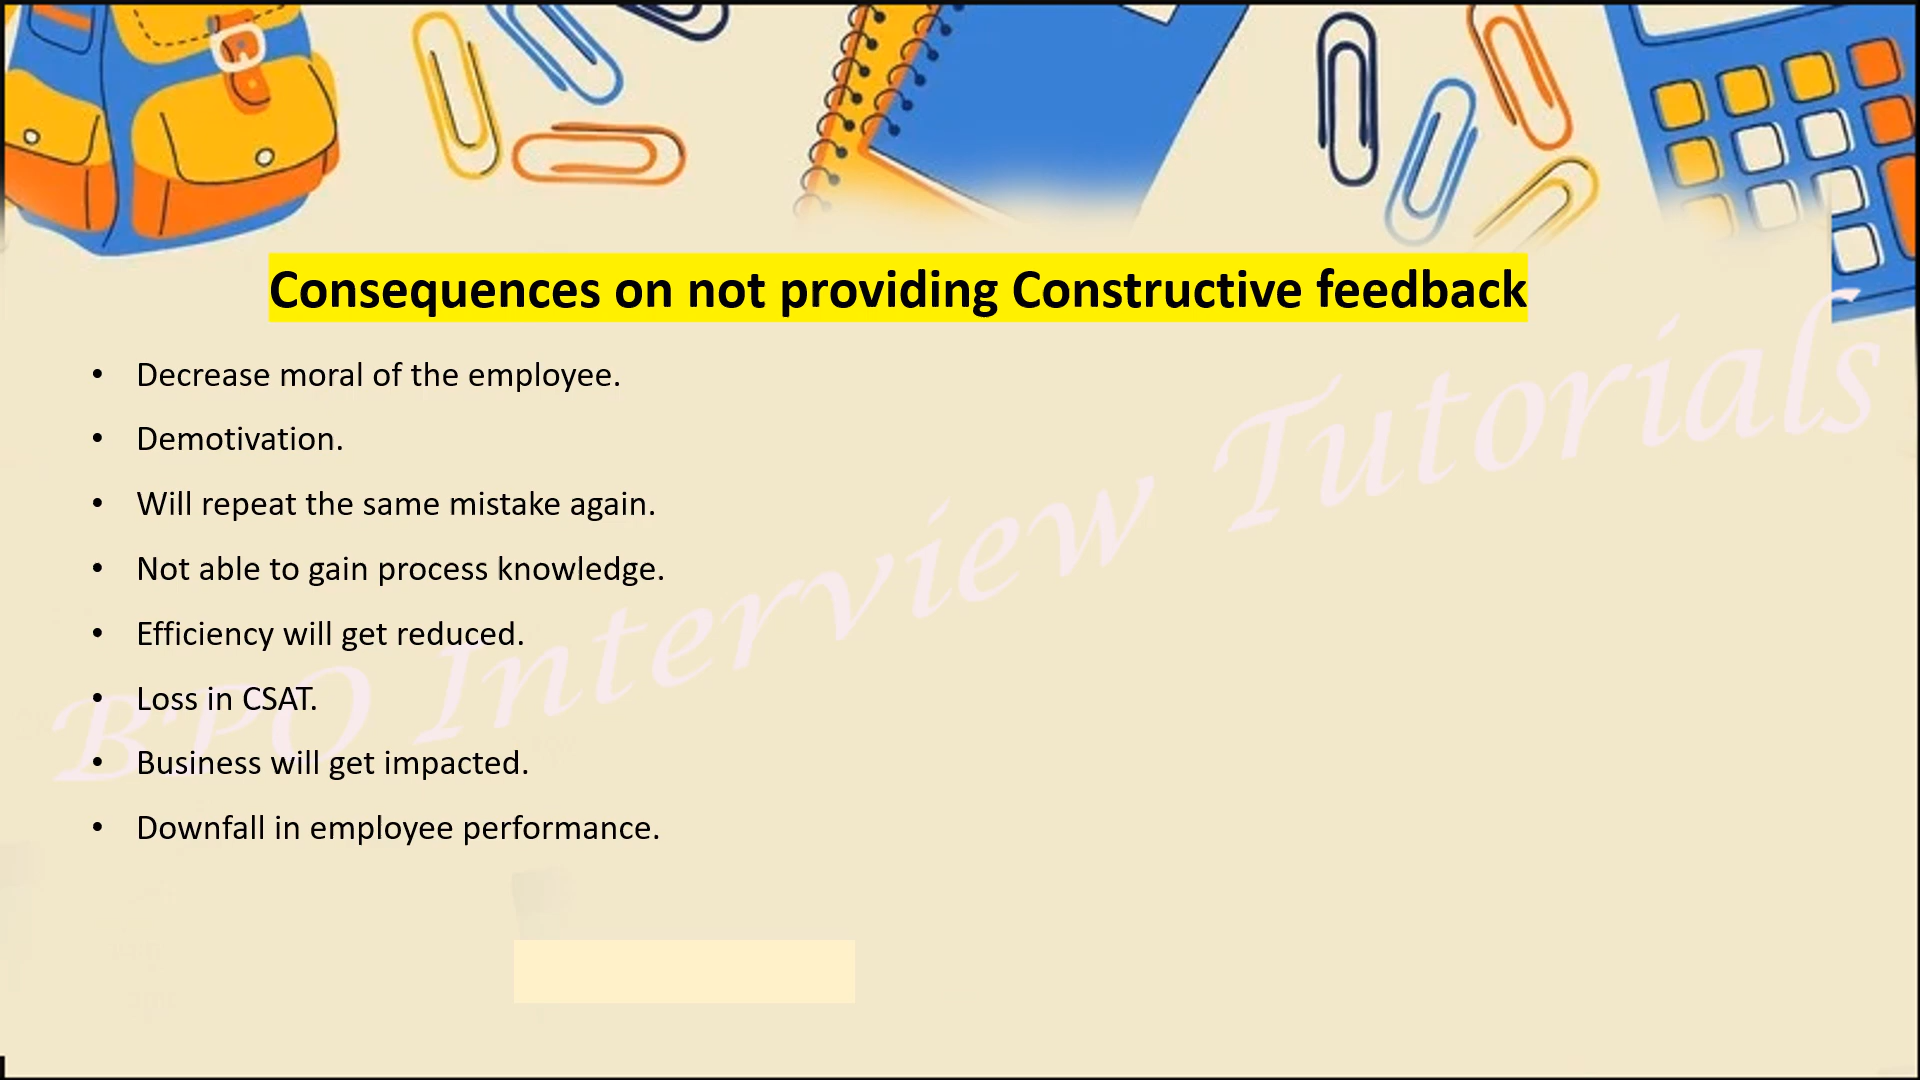 Consequences on not providing Constructive feedback
• Decrease moral of the employee.
• Demotivation.
• Will repeat the same mistake again.
• Not able to gain process knowledge.
• Efficiency will get reduced.
• Loss in CSAT.
• Business will get impacted.
• Downfall in employee performance.
BPO Interview Tutorials